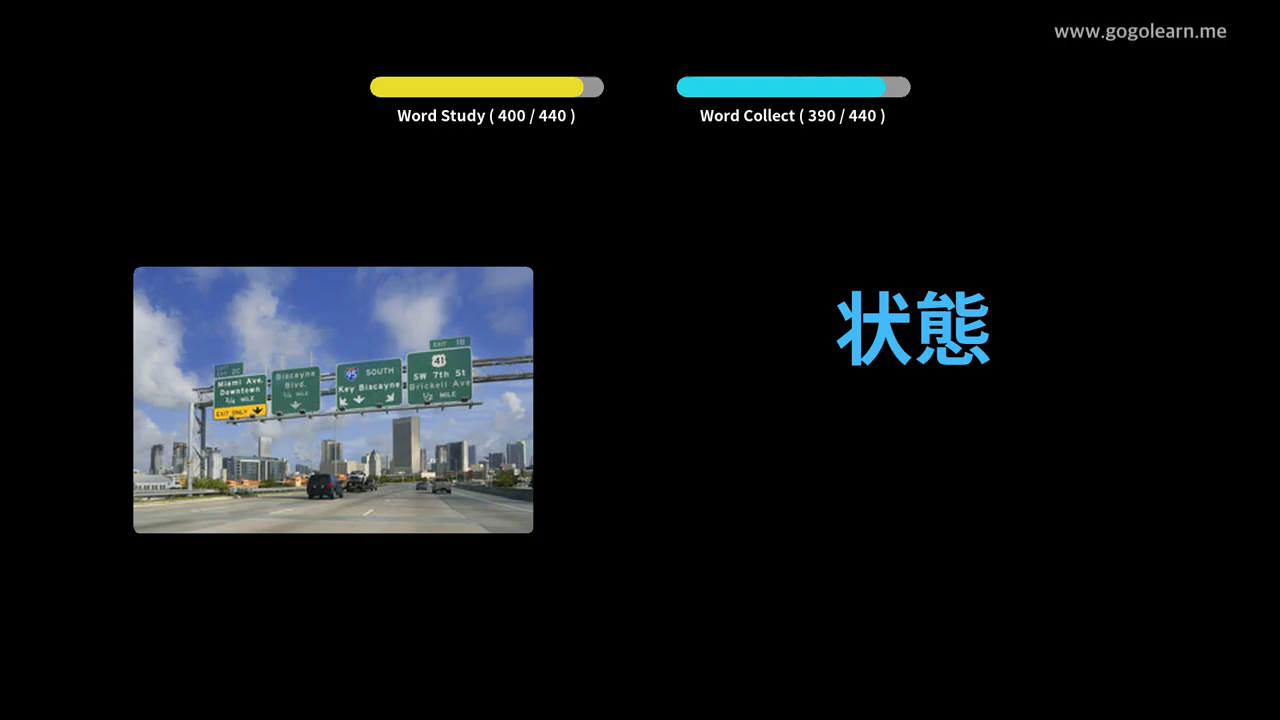 www.gogolearn.me
Word Study ( 400 / 440 )
Word Collect ( 390 / 440 )
状態
EXIT 2C
Miami Ave.
Downtown
1/4 MILE
EXIT ONLY
Biscayne
Blvd.
1/4 MILE
95 SOUTH
Key Biscayne
EXIT 1B
41
SW 7th St
Brickell Ave
1/2 MILE